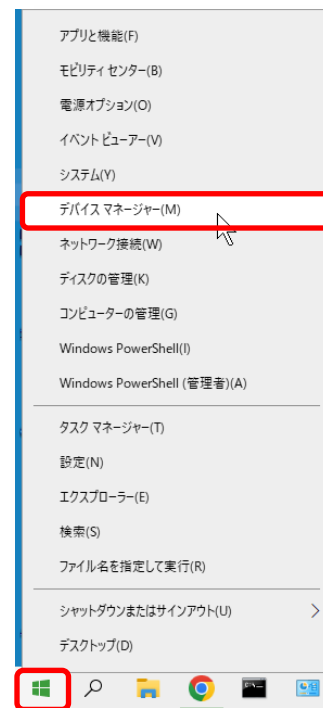 アプリと機能(F)
モビリティ センター(B)
電源オプション(O)
イベント ビューアー(V)
システム(Y)
デバイス マネージャー(M)
ネットワーク接続(W)
ディスクの管理(K)
コンピューターの管理(G)
Windows PowerShell(I)
Windows PowerShell (管理者)(A)
タスク マネージャー(T)
設定(N)
エクスプローラー(E)
検索(S)
ファイル名を指定して実行(R)
シャットダウンまたはサインアウト(U)
デスクトップ(D)